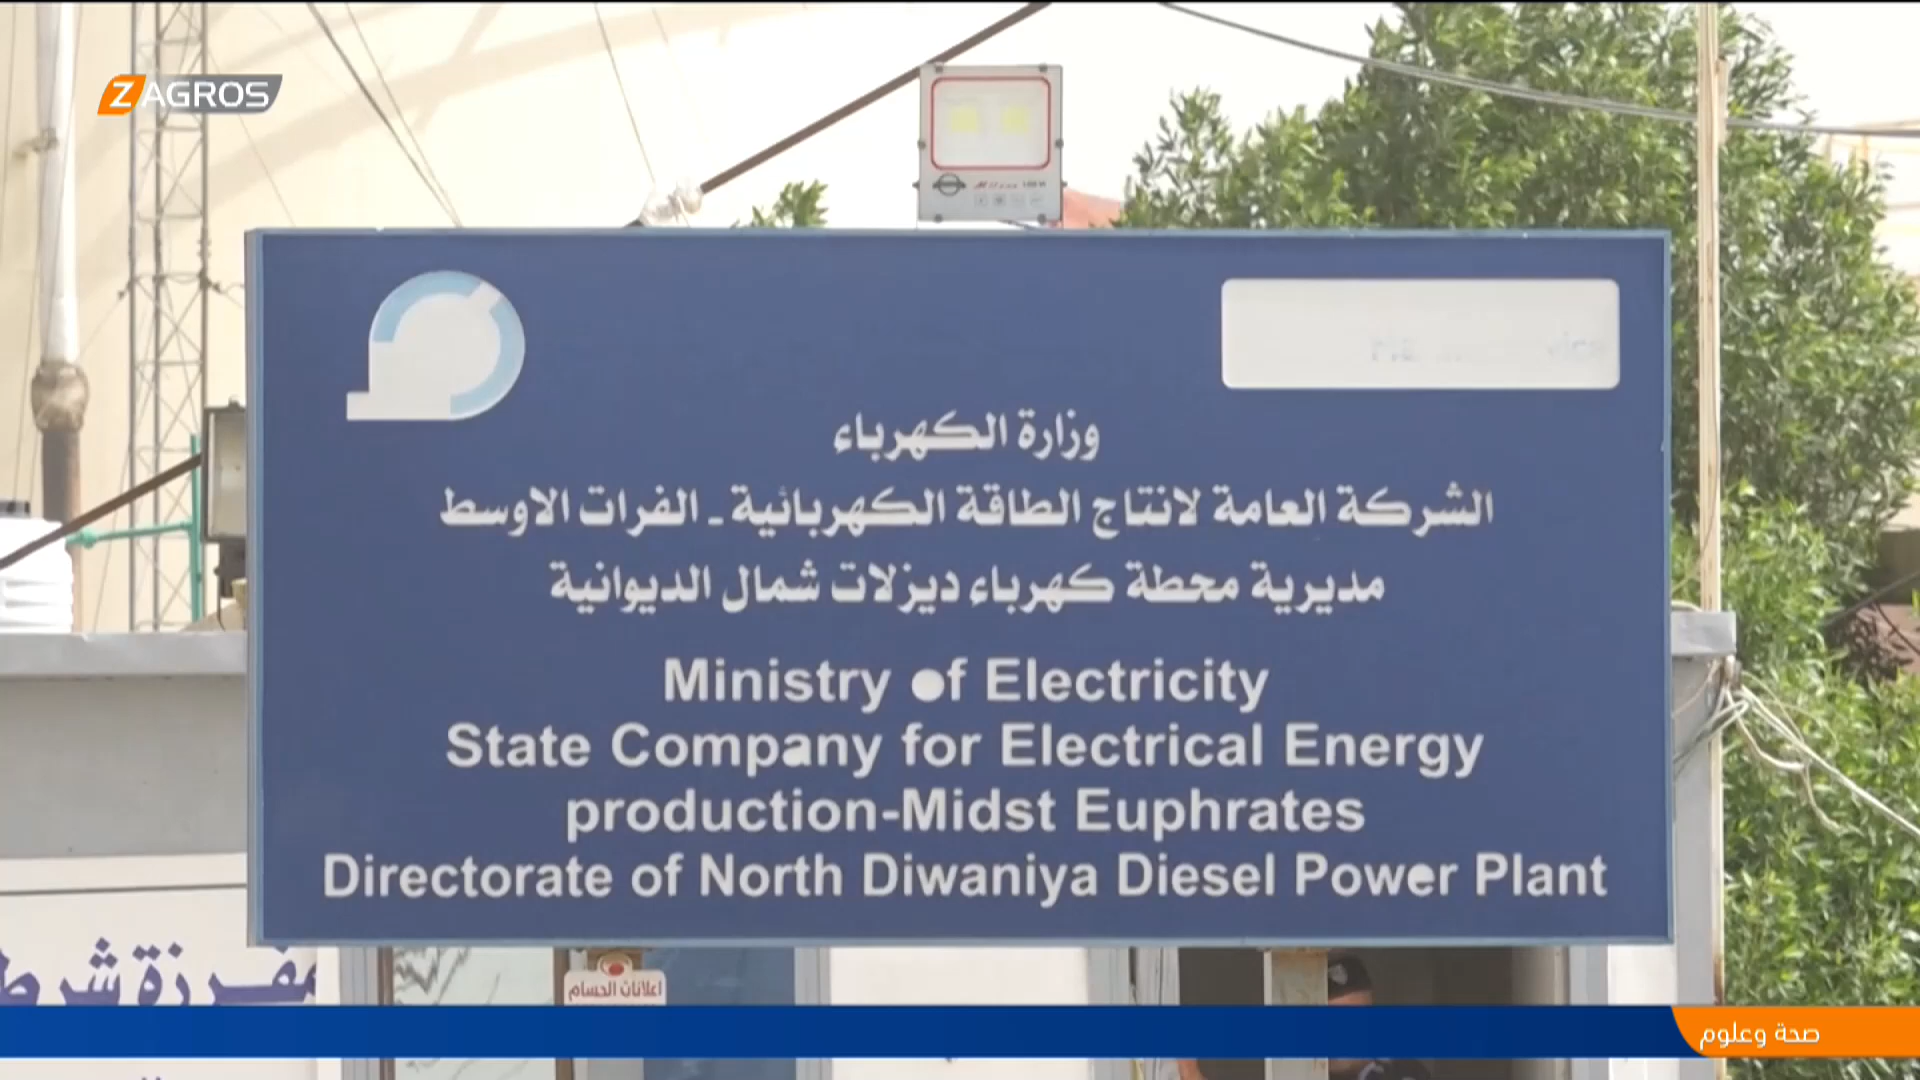 ZAGROS
وزارة الكهرباء
الشركة العامة لانتاج الطاقة الكهربائية - الفرات الاوسط
مديرية محطة كهرباء ديزلات شمال الديوانية
Ministry of Electricity
State Company for Electrical Energy
production-Midst Euphrates
Directorate of North Diwaniya Diesel Power Plant
مفرزة شرطة
اعلانات الحسام
صحة وعلوم